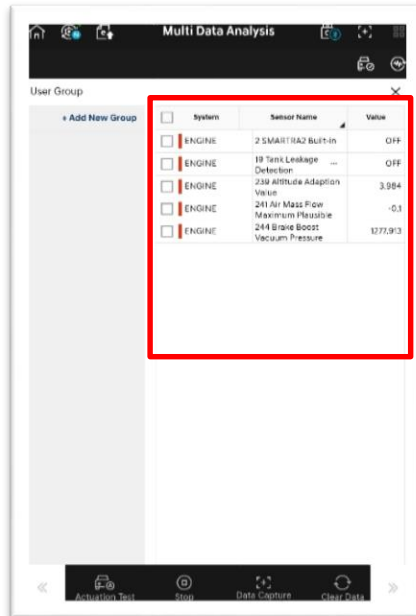 Multi Data Analysis
User Group
+ Add New Group
System Sensor Name Value
ENGINE 2 SMARTRA2 Built-in OFF
ENGINE 19 Tank Leakage ... OFF
Detection
ENGINE 239 Altitude Adaption 3.984
Value
ENGINE 241 Air Mass Flow -0.1
Maximum Plausible
ENGINE 244 Brake Boost 1277.913
Vacuum Pressure
Actuation Test Stop Data Capture Clear Data